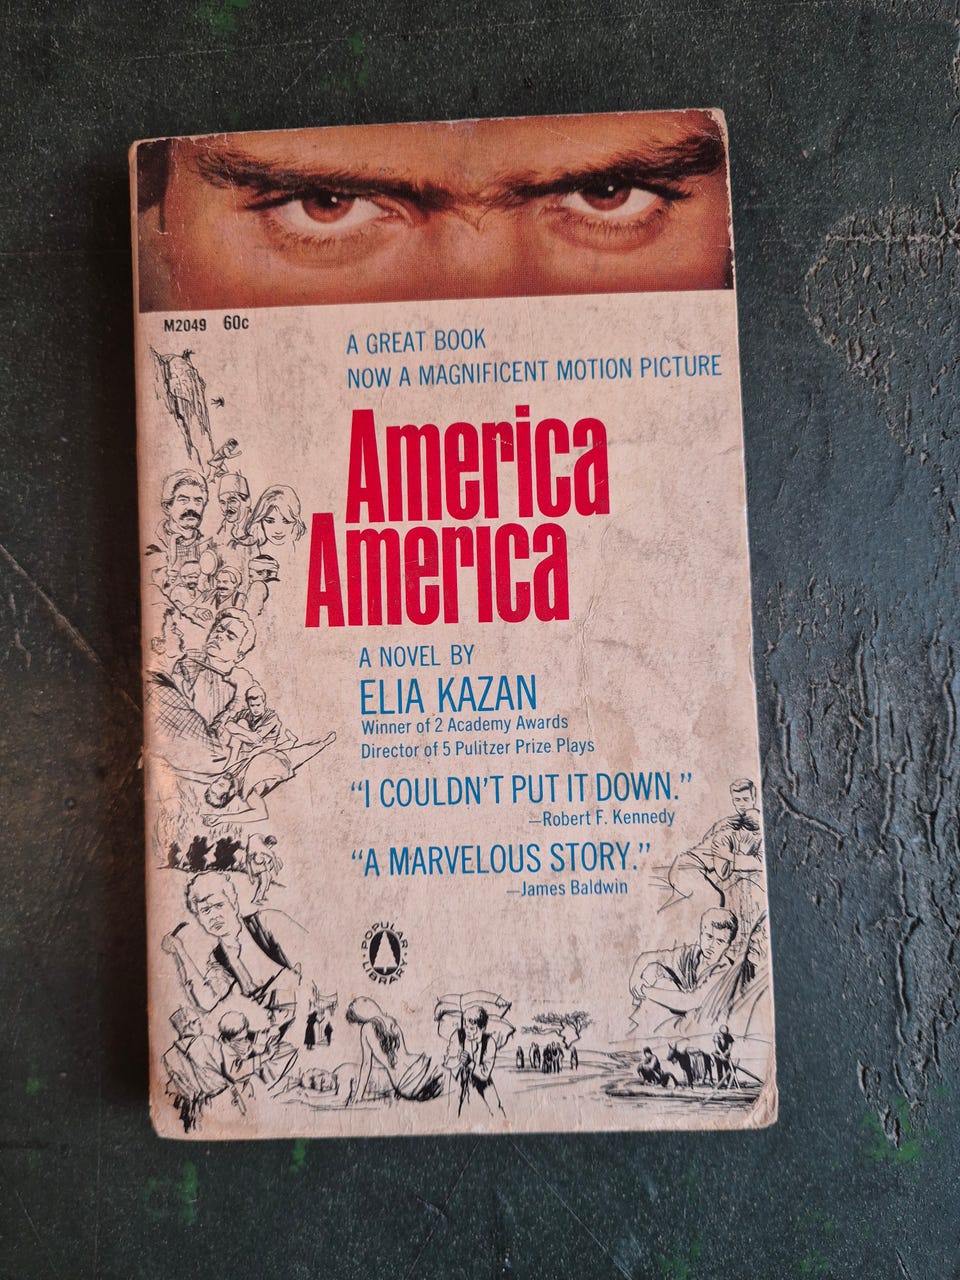 M2049 60c
A GREAT BOOK
NOW A MAGNIFICENT MOTION PICTURE
America
America
A NOVEL BY
ELIA KAZAN
Winner of 2 Academy Awards
Director of 5 Pulitzer Prize Plays
“I COULDN’T PUT IT DOWN.”
—Robert F. Kennedy
“A MARVELOUS STORY.”
—James Baldwin
POPULAR
LIBRARY